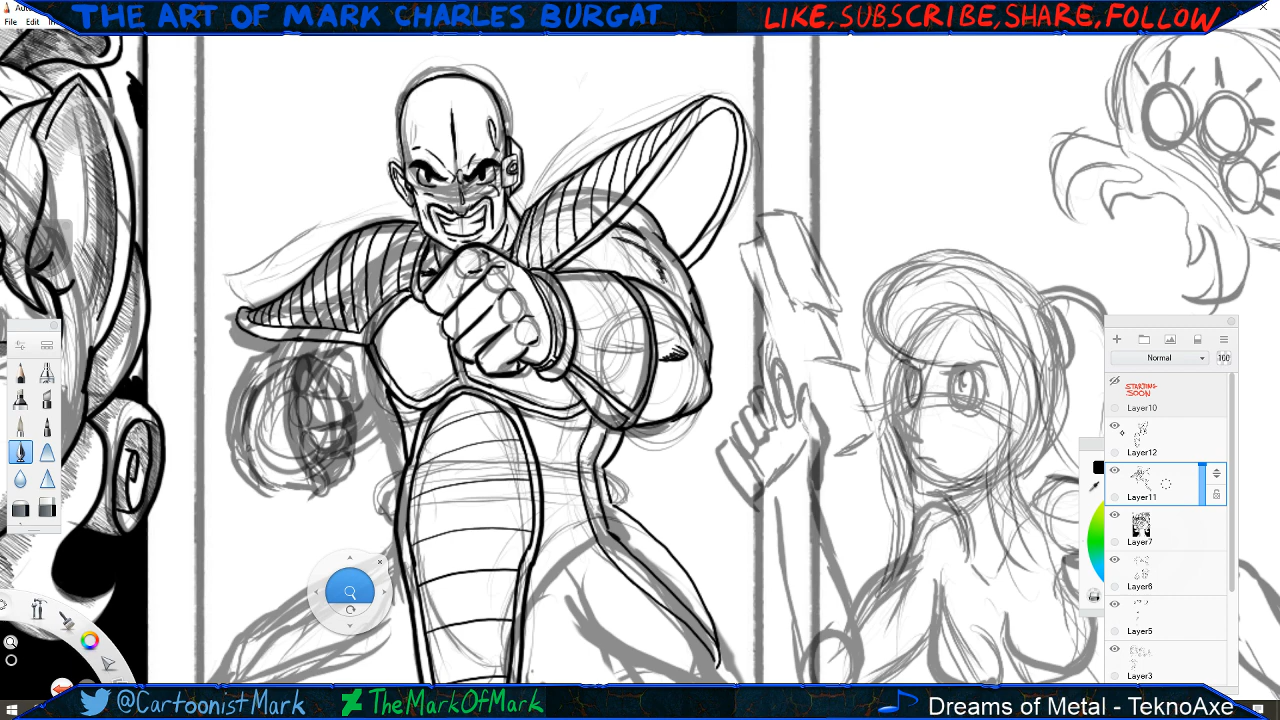 THE ART OF MARK CHARLES BURGAT
LIKE, SUBSCRIBE, SHARE, FOLLOW
File
Normal
100
STARTING SOON
Layer10
Layer12
Layer11
Layer7
Layer6
Layer5
Layer3
@CartoonistMark
TheMarkOfMark
Dreams of Metal - TeknoAxe